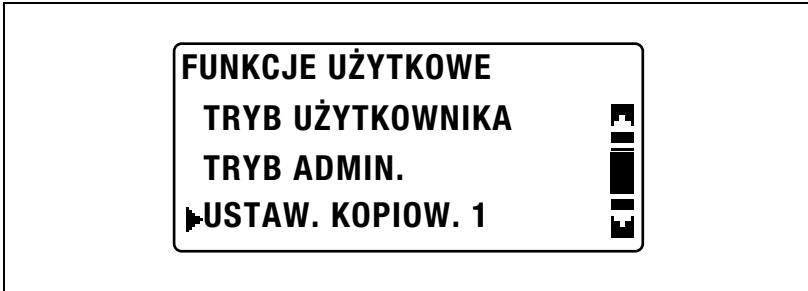 FUNKCJE UŻYTKOWE
TRYB UŻYTKOWNIKA
TRYB ADMIN.
USTAW. KOPIOW. 1